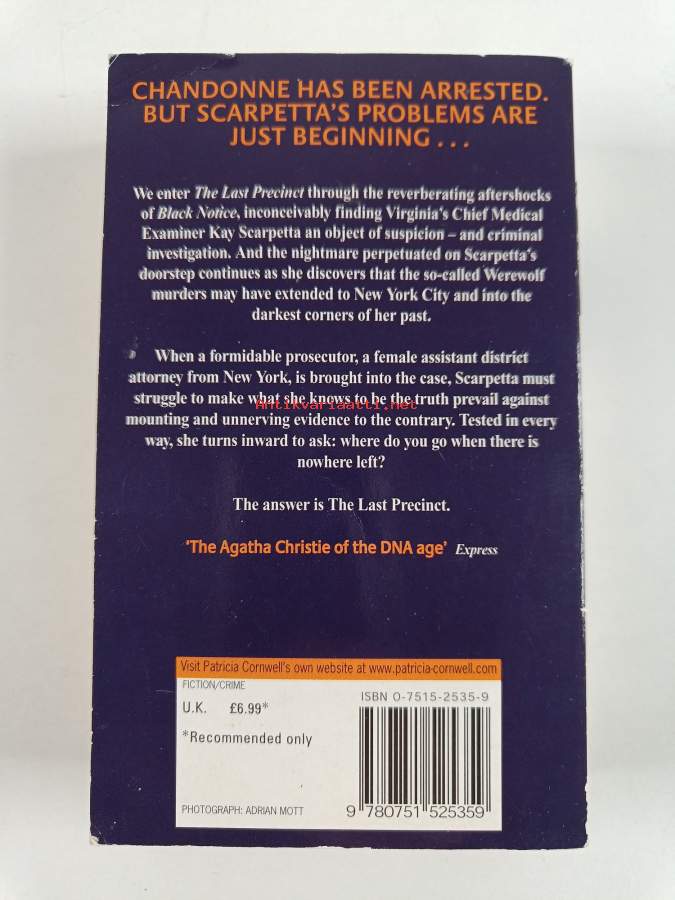 CHANDONNE HAS BEEN ARRESTED.
BUT SCARPETTA'S PROBLEMS ARE
JUST BEGINNING . . .
We enter The Last Precinct through the reverberating aftershocks
of Black Notice, inconceivably finding Virginia's Chief Medical
Examiner Kay Scarpetta an object of suspicion – and criminal
investigation. And the nightmare perpetuated on Scarpetta's
doorstep continues as she discovers that the so-called Werewolf
murders may have extended to New York City and into the
darkest corners of her past.
When a formidable prosecutor, a female assistant district
attorney from New York, is brought into the case, Scarpetta must
struggle to make what she knows to be the truth prevail against
Antikvariaatti.net
mounting and unnerving evidence to the contrary. Tested in every
way, she turns inward to ask: where do you go when there is
nowhere left?
The answer is The Last Precinct.
'The Agatha Christie of the DNA age' Express
Visit Patricia Cornwell's own website at www.patricia-cornwell.com
FICTION/CRIME
ISBN 0-7515-2535-9
U.K. £6.99*
*Recommended only
PHOTOGRAPH: ADRIAN MOTT
9 780751 525359